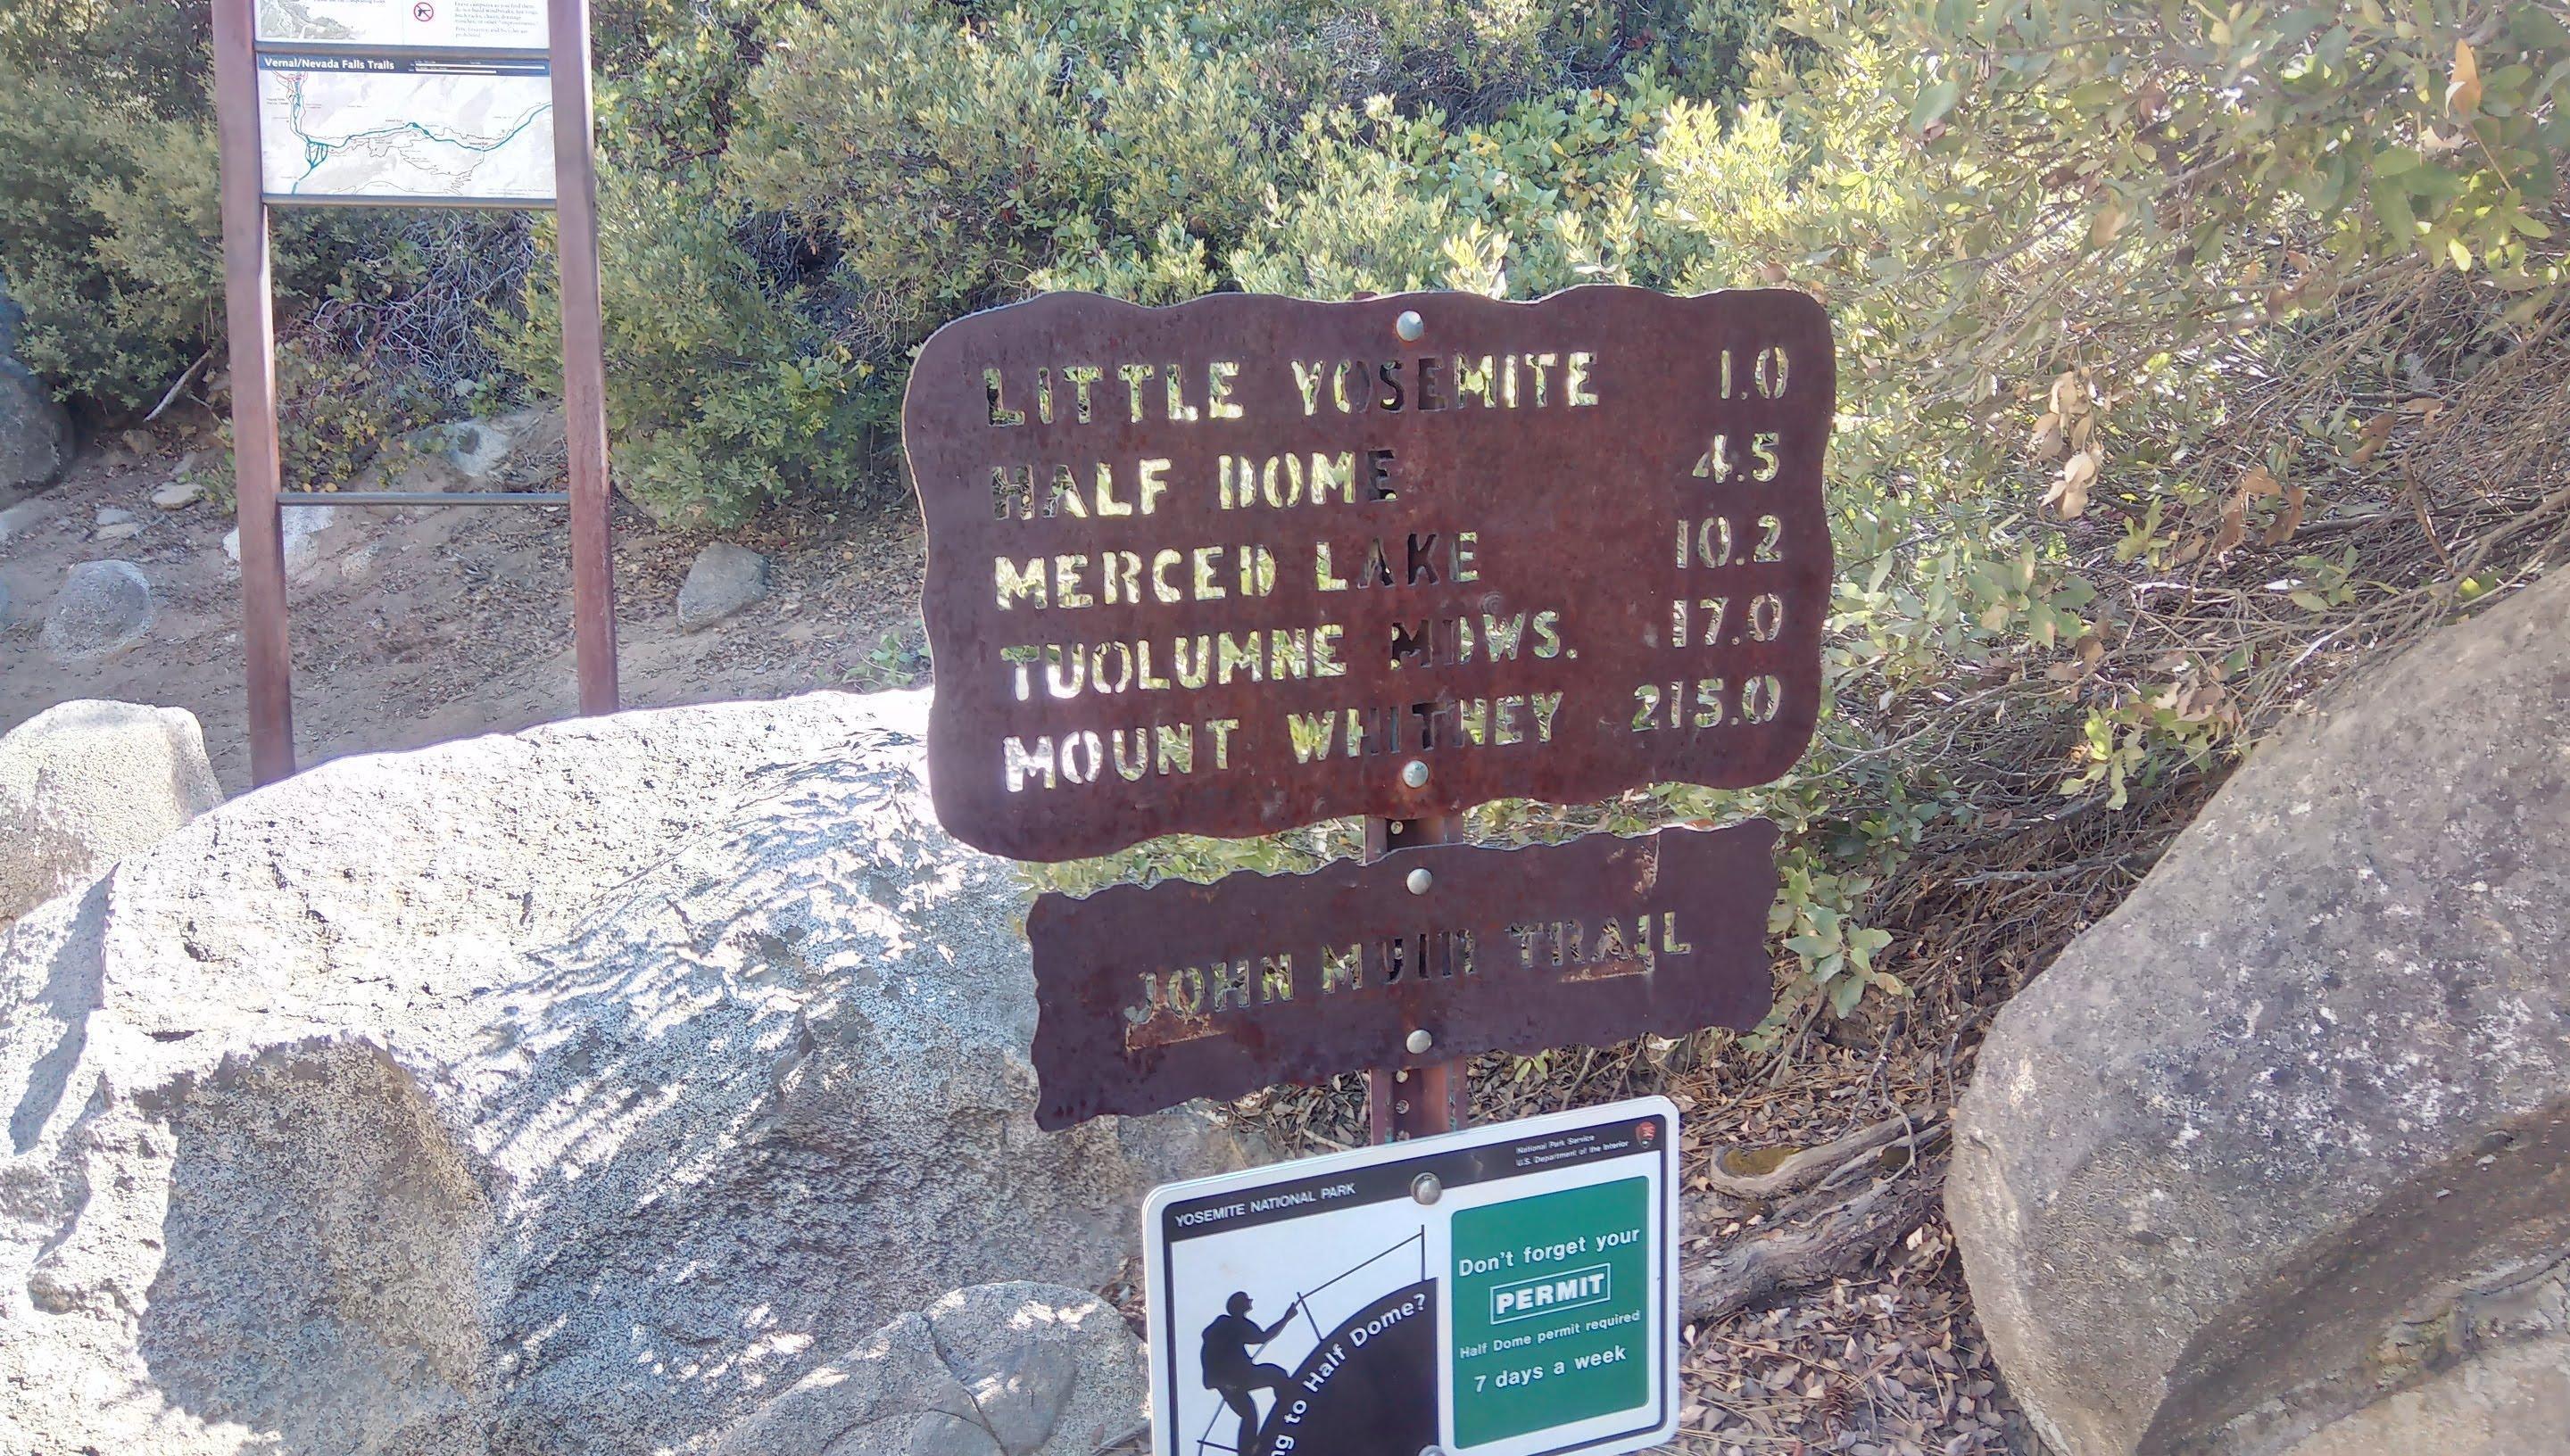 Vernal/Nevada Falls Trails
LITTLE YOSEMITE 1.0
HALF DOME 4.5
MERCED LAKE 10.2
TUOLUMNE MDWS. 17.0
MOUNT WHITNEY 215.0
JOHN MUIR TRAIL
National Park Service
U.S. Department of the Interior
YOSEMITE NATIONAL PARK
to Half Dome?
Don't forget your
PERMIT
Half Dome permit required
7 days a week